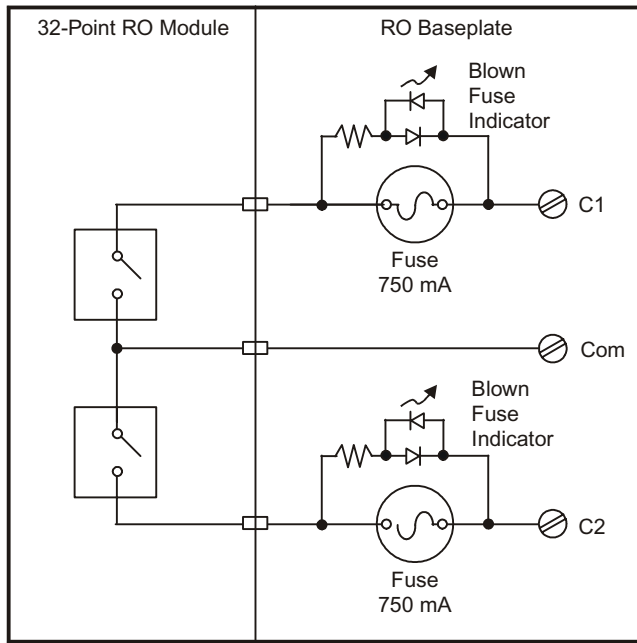 32-Point RO Module
RO Baseplate
Blown
Fuse
Indicator
C1
Fuse
750 mA
Com
Blown
Fuse
Indicator
C2
Fuse
750 mA